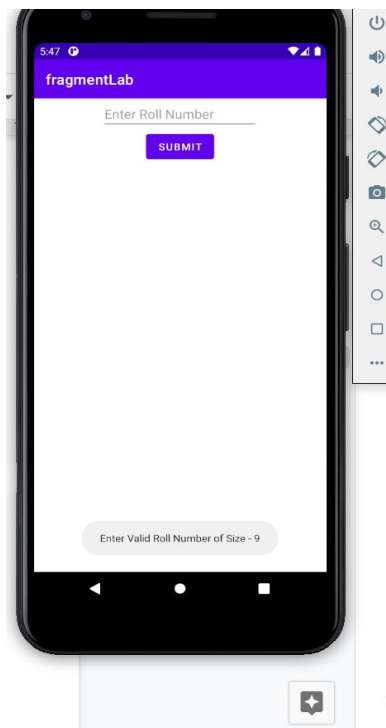 5:47
fragmentLab
Enter Roll Number
SUBMIT
Enter Valid Roll Number of Size - 9